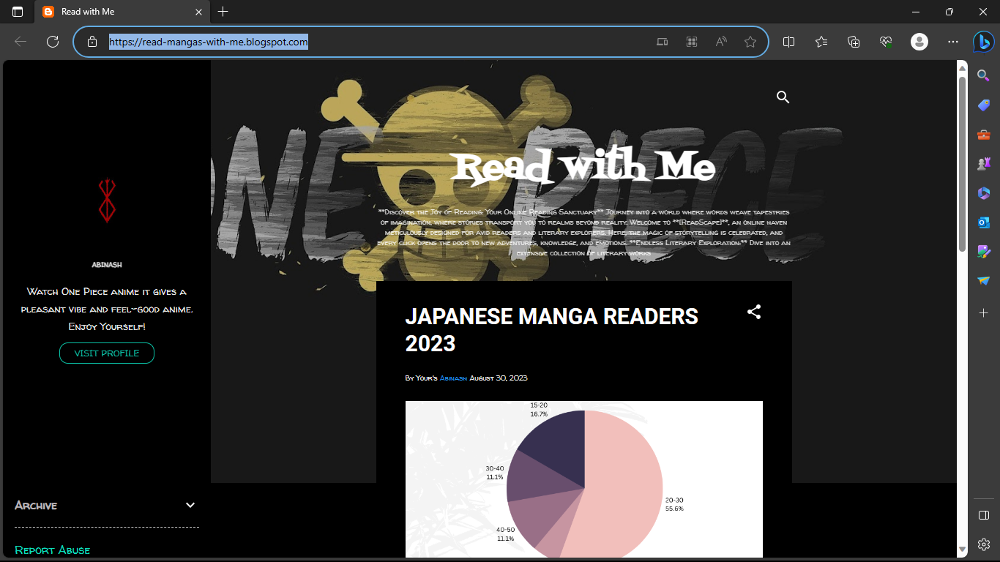 Read with Me
https://read-mangas-with-me.blogspot.com
ONE PIECE
Read with Me
**Discover the Joy of Reading: Your Online Reading Sanctuary** Journey into a world where words weave tapestries
of imagination, where stories transport you to realms beyond reality. Welcome to **[ReadScape]**, an online haven
meticulously designed for avid readers and literary explorers. Here, the magic of storytelling is celebrated, and
every click opens the door to new adventures, knowledge, and emotions. **Endless Literary Exploration:** Dive into an
extensive collection of literary works
ABINASH
Watch One Piece anime it gives a
pleasant vibe and feel-good anime.
Enjoy Yourself!
VISIT PROFILE
Archive
Report Abuse
JAPANESE MANGA READERS
2023
By Your's Abinash August 30, 2023
15-20
16.7%
30-40
11.1%
20-30
55.6%
40-50
11.1%